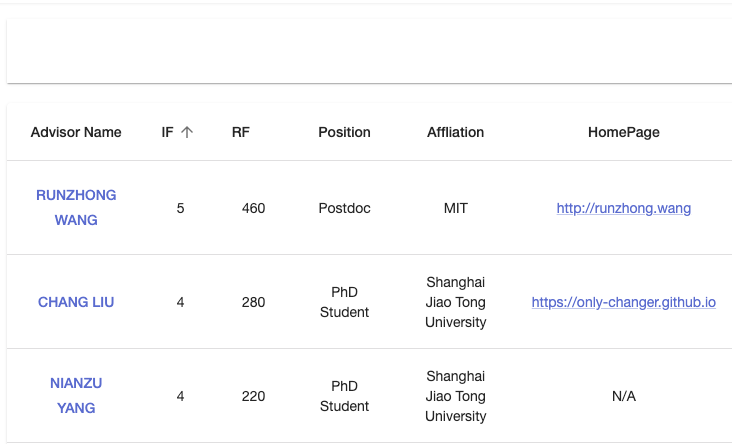 Advisor Name IF ↑ RF Position Affliation HomePage
RUNZHONG
WANG
5 460 Postdoc MIT http://runzhong.wang
CHANG LIU 4 280 PhD
Student
Shanghai
Jiao Tong
University
https://only-changer.github.io
NIANZU
YANG
4 220 PhD
Student
Shanghai
Jiao Tong
University
N/A